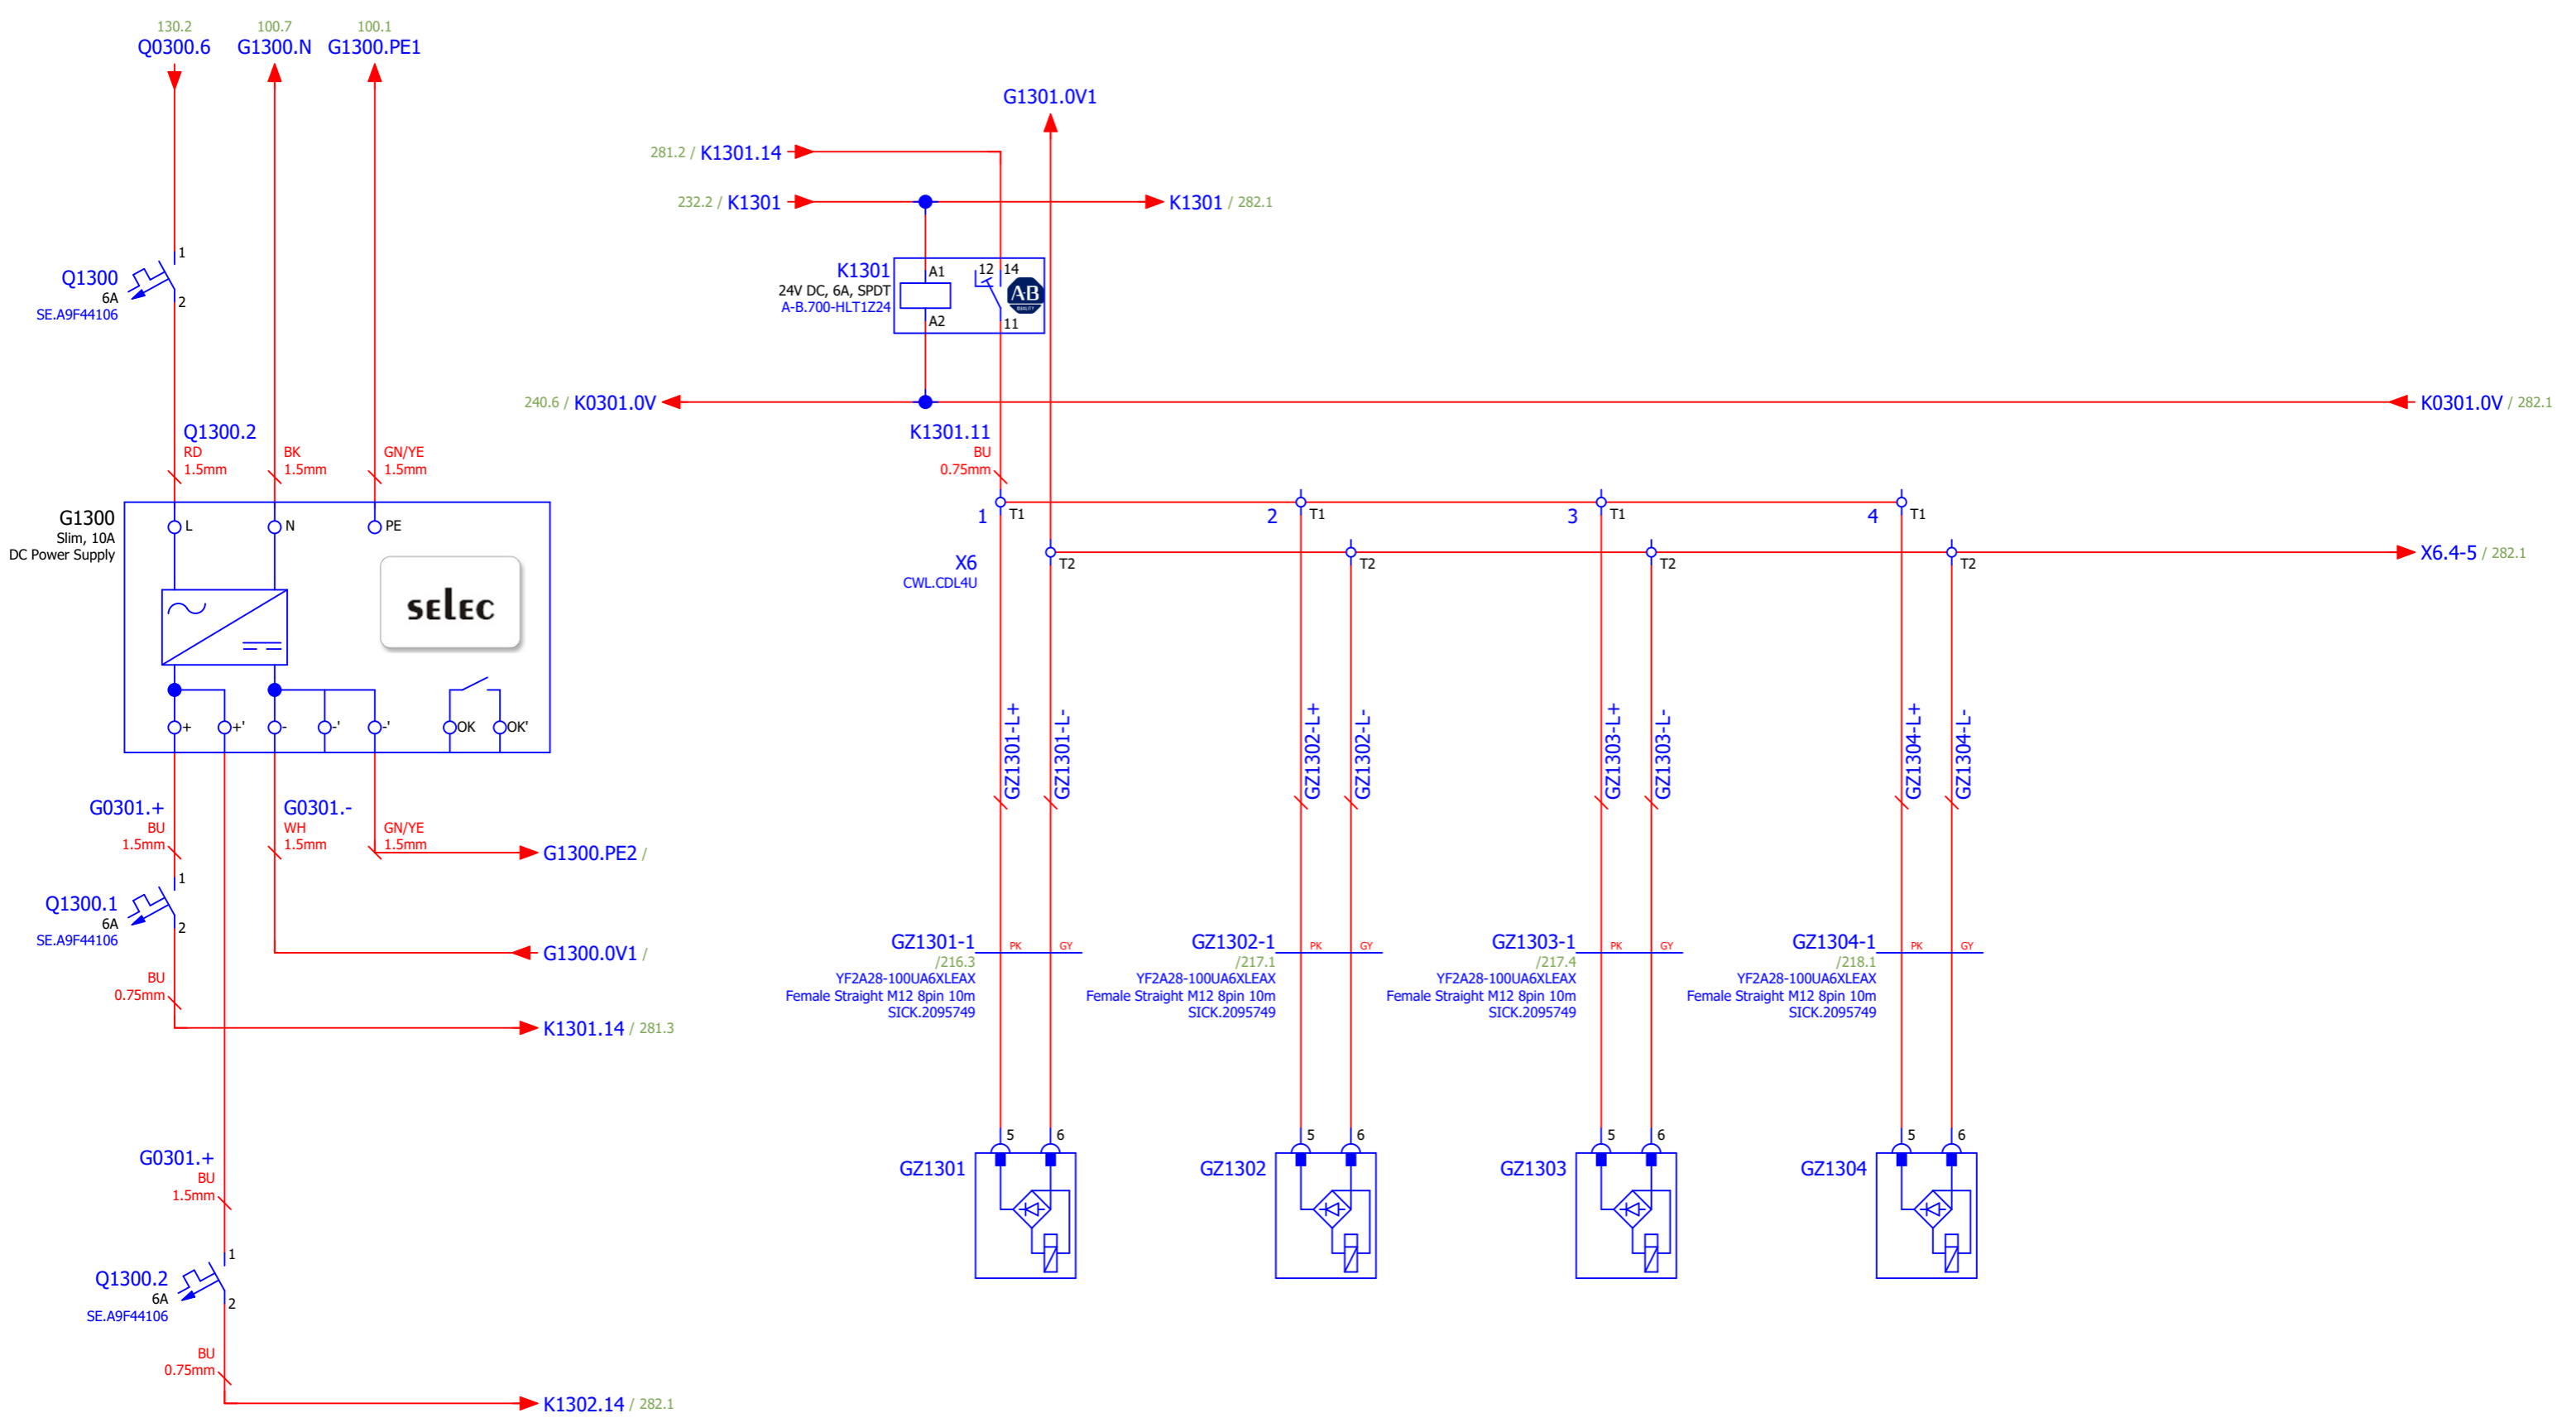 130.2
Q0300.6
100.7
G1300.N
100.1
G1300.PE1
Q1300
6A
SE.A9F44106
1
2
Q1300.2
RD
1.5mm
BK
1.5mm
GN/YE
1.5mm
G1300
Slim, 10A
DC Power Supply
L
N
PE
selec
+
+'
-
-'
-'
OK
OK'
G0301.+
BU
1.5mm
G0301.-
WH
1.5mm
GN/YE
1.5mm
G1300.PE2 /
Q1300.1
6A
SE.A9F44106
1
2
G1300.0V1 /
BU
0.75mm
K1301.14 / 281.3
G0301.+
BU
1.5mm
Q1300.2
6A
SE.A9F44106
1
2
BU
0.75mm
K1302.14 / 282.1
G1301.0V1
281.2 / K1301.14
232.2 / K1301
K1301 / 282.1
K1301
24V DC, 6A, SPDT
A-B.700-HLT1Z24
A1
A2
12
14
11
A-B
QUALITY
240.6 / K0301.0V
K0301.0V / 282.1
K1301.11
BU
0.75mm
1
T1
2
T1
3
T1
4
T1
X6
CWL.CDL4U
T2
T2
T2
T2
X6.4-5 / 282.1
GZ1301-L+
GZ1301-L-
GZ1302-L+
GZ1302-L-
GZ1303-L+
GZ1303-L-
GZ1304-L+
GZ1304-L-
GZ1301-1
/216.3
YF2A28-100UA6XLEAX
Female Straight M12 8pin 10m
SICK.2095749
PK
GY
GZ1302-1
/217.1
YF2A28-100UA6XLEAX
Female Straight M12 8pin 10m
SICK.2095749
PK
GY
GZ1303-1
/217.4
YF2A28-100UA6XLEAX
Female Straight M12 8pin 10m
SICK.2095749
PK
GY
GZ1304-1
/218.1
YF2A28-100UA6XLEAX
Female Straight M12 8pin 10m
SICK.2095749
PK
GY
GZ1301
5
6
GZ1302
5
6
GZ1303
5
6
GZ1304
5
6